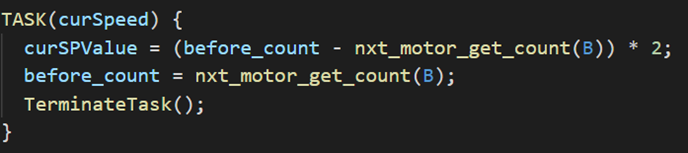 TASK(curSpeed) {
  curSPValue = (before_count - nxt_motor_get_count(B)) * 2;
  before_count = nxt_motor_get_count(B);
  TerminateTask();
}